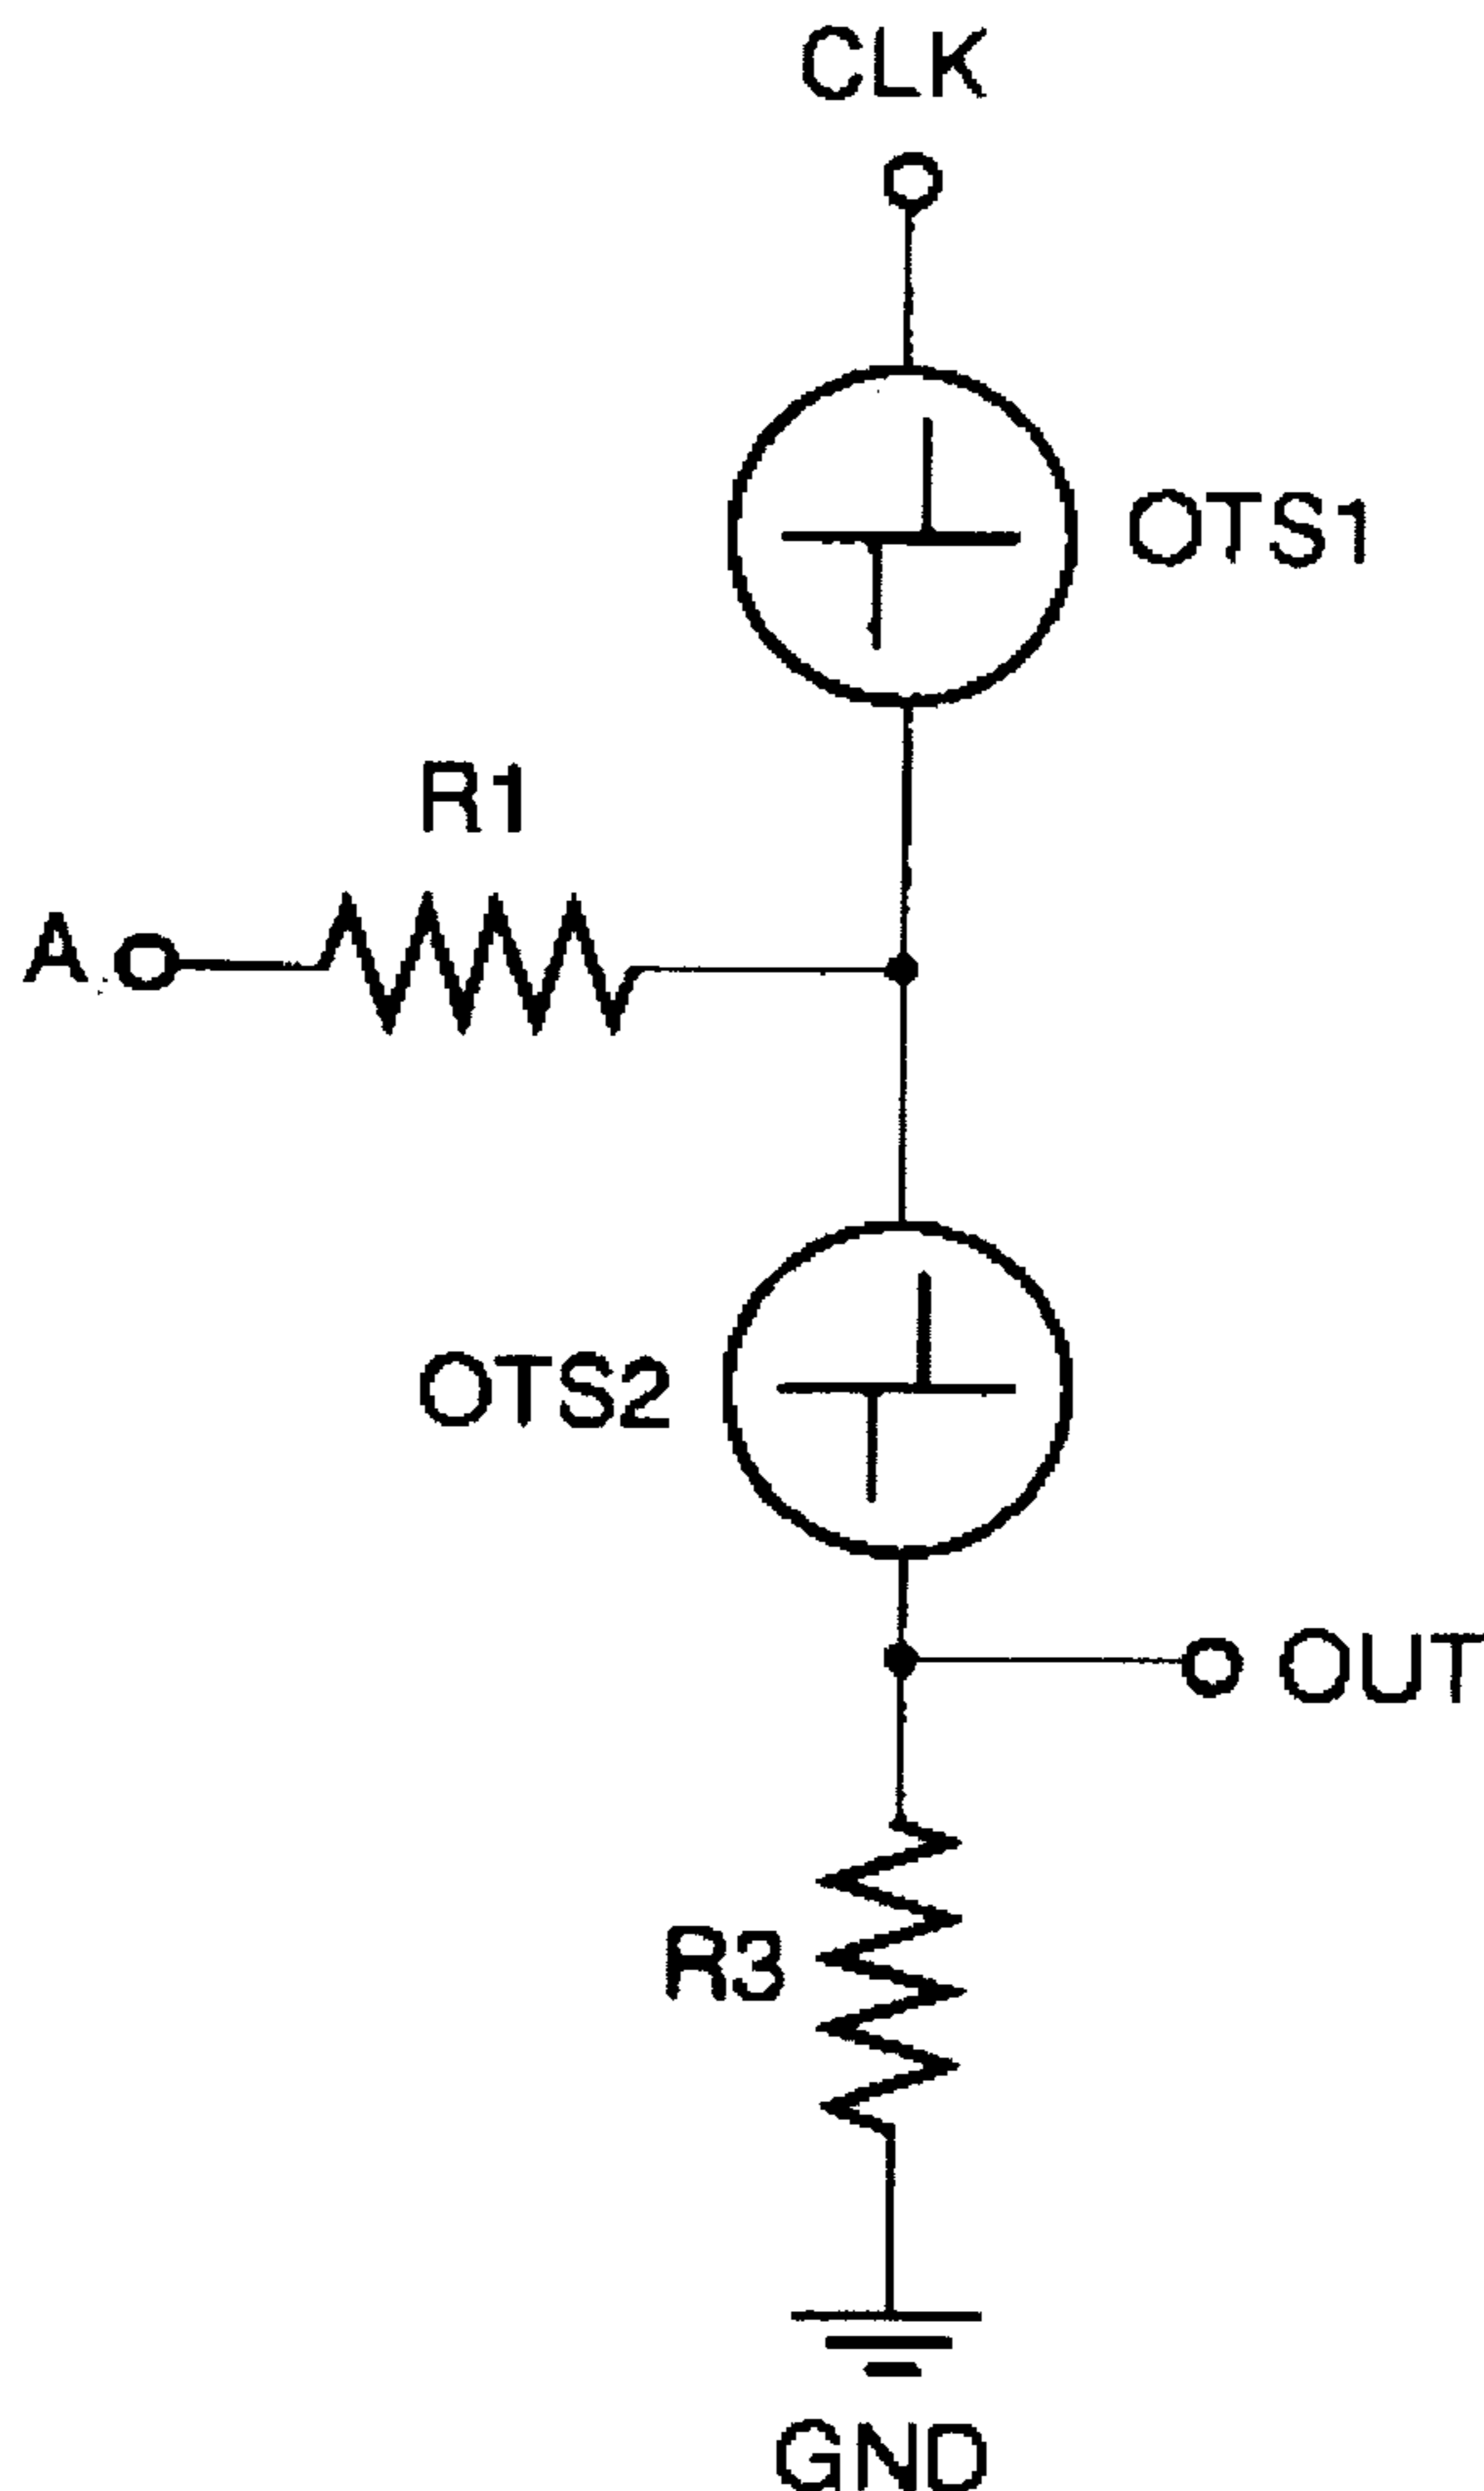 CLK
OTS1
R1
A
OTS2
OUT
R3
GND